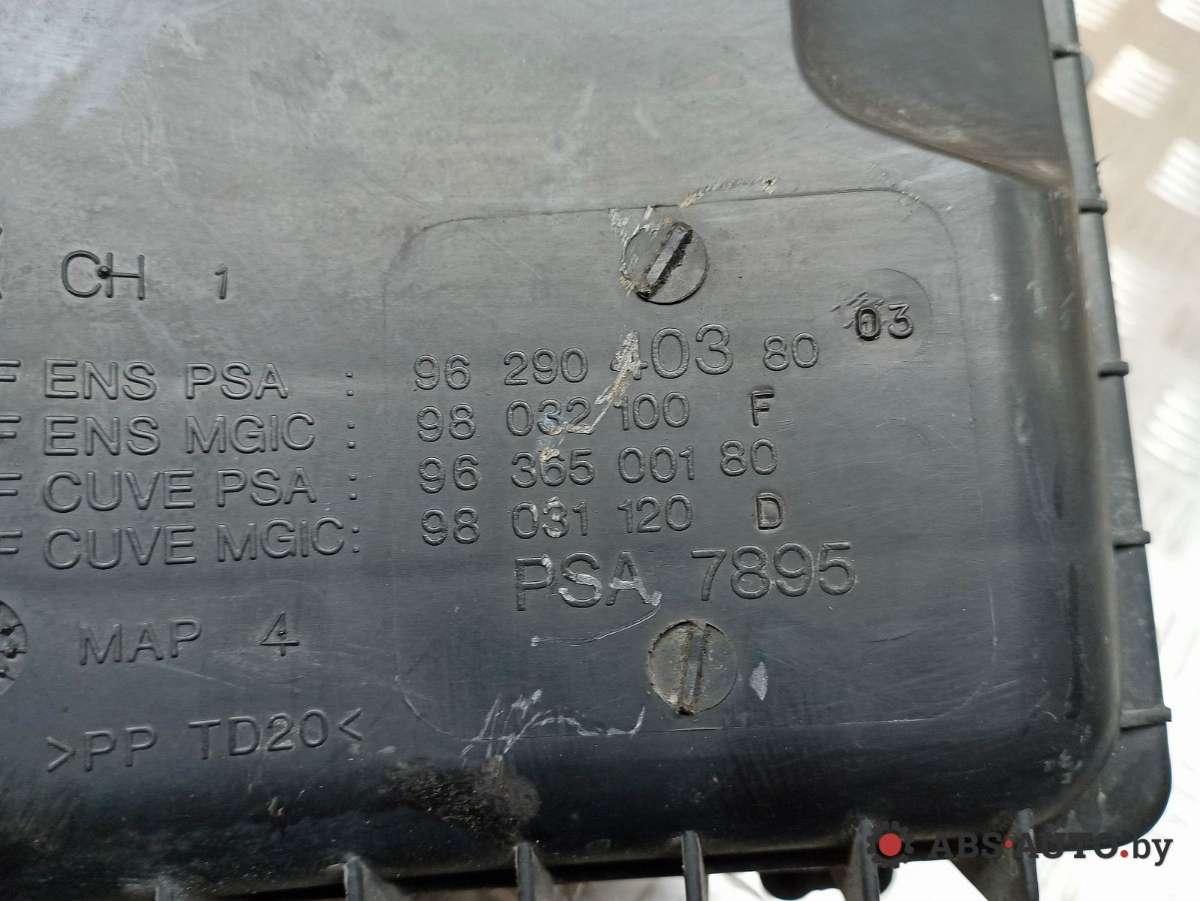 CH 1
03
F ENS PSA : 96 290 403 80
F ENS MGIC : 98 032 100 F
F CUVE PSA : 96 365 001 80
F CUVE MGIC: 98 031 120 D
PSA 7895
MAP 4
>PP TD20<
ABS-AUTO.by